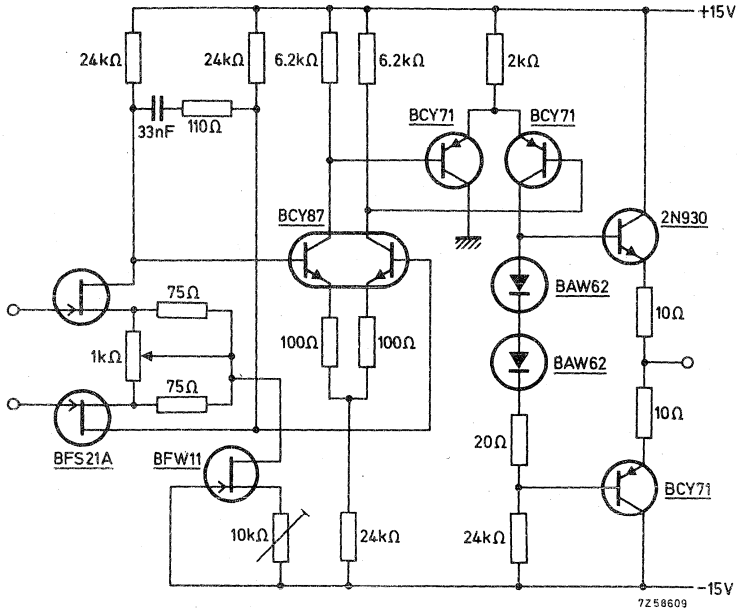 +15V
24kΩ
24kΩ
6.2kΩ
6.2kΩ
2kΩ
33nF
110Ω
BCY71
BCY71
BCY87
2N930
75Ω
BAW62
10Ω
1kΩ
100Ω
100Ω
BAW62
75Ω
10Ω
20Ω
BFS21A
BFW11
BCY71
10kΩ
24kΩ
24kΩ
-15V
7Z58609